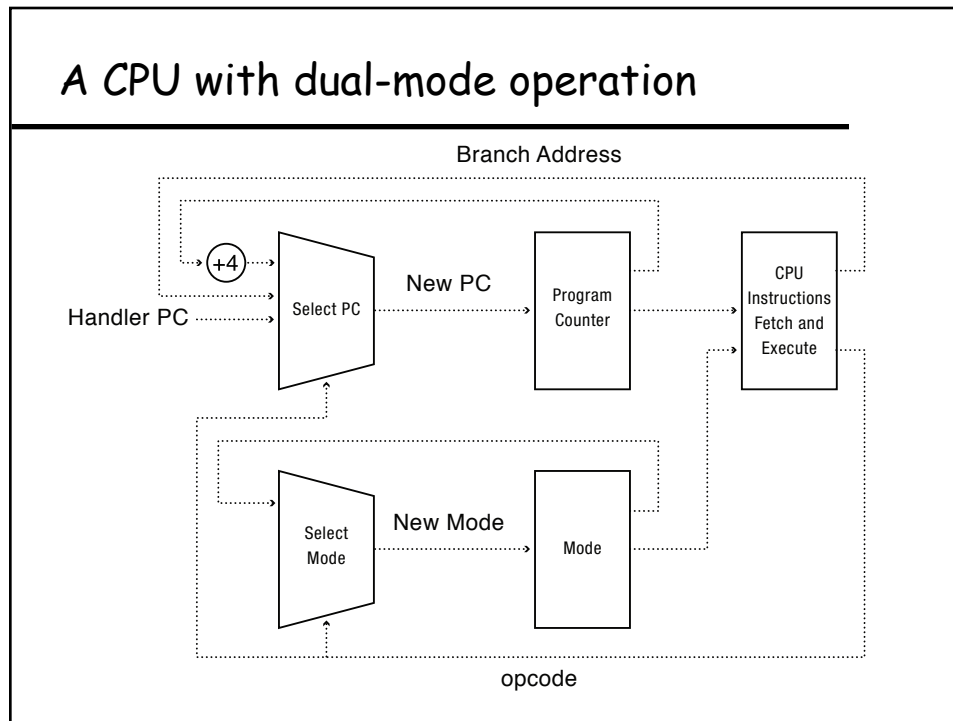 A CPU with dual-mode operation
Branch Address
+4
Handler PC
Select PC
New PC
Program
Counter
CPU
Instructions
Fetch and
Execute
Select
Mode
New Mode
Mode
opcode